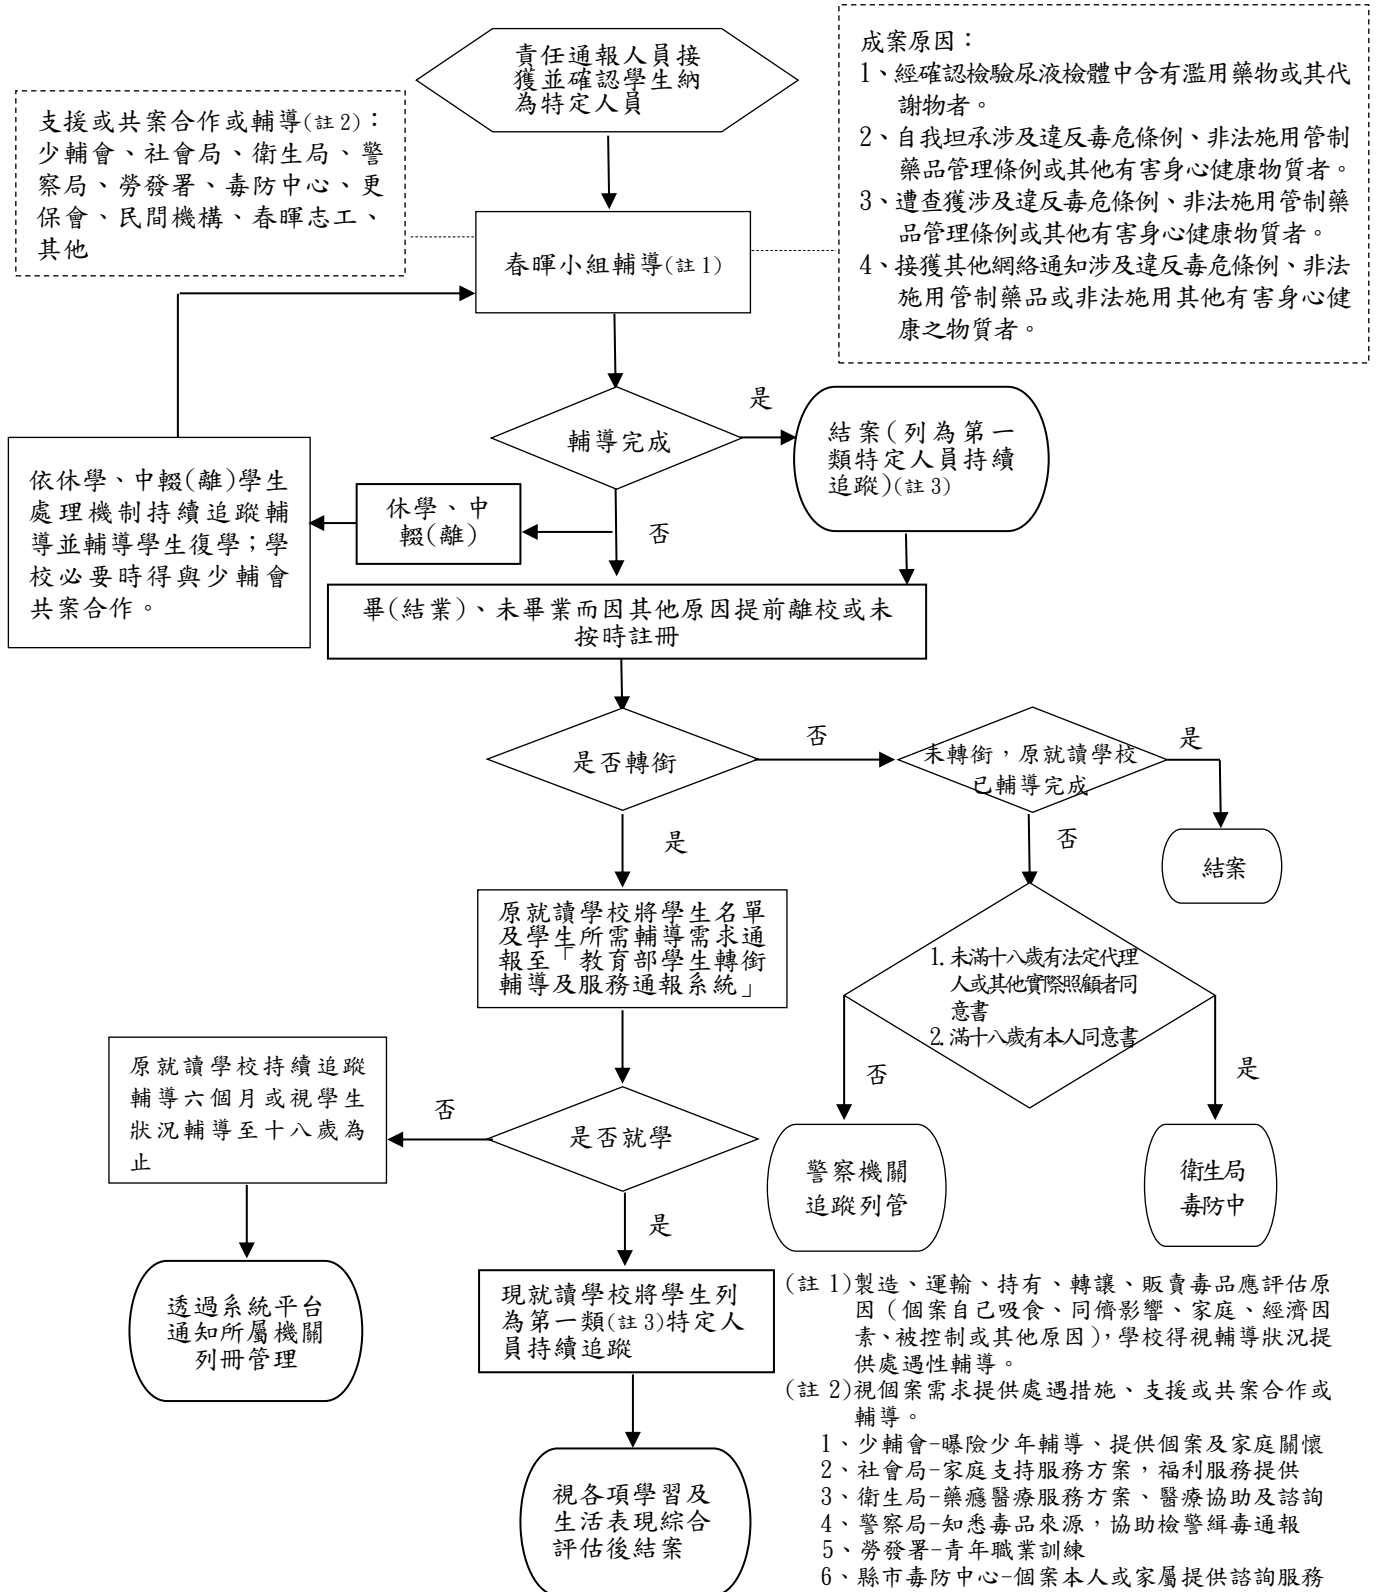 責任通報人員接
獲並確認學生納
為特定人員
成案原因：
1、經確認檢驗尿液檢體中含有濫用藥物或其代
謝物者。
2、自我坦承涉及違反毒危條例、非法施用管制
藥品管理條例或其他有害身心健康物質者。
3、遭查獲涉及違反毒危條例、非法施用管制藥
品管理條例或其他有害身心健康物質者。
4、接獲其他網絡通知涉及違反毒危條例、非法
施用管制藥品或非法施用其他有害身心健
康之物質者。
支援或共案合作或輔導(註2)：
少輔會、社會局、衛生局、警
察局、勞發署、毒防中心、更
保會、民間機構、春暉志工、
其他
春暉小組輔導(註1)
輔導完成
是
結案(列為第一
類特定人員持續
追蹤)(註3)
否
休學、中
輟(離)
依休學、中輟(離)學生
處理機制持續追蹤輔
導並輔導學生復學；學
校必要時得與少輔會
共案合作。
畢(結業)、未畢業而因其他原因提前離校或未
按時註冊
是否轉銜
否
未轉銜，原就讀學校
已輔導完成
是
結案
是
否
原就讀學校將學生名單
及學生所需輔導需求通
報至「教育部學生轉銜
輔導及服務通報系統」
1.未滿十八歲有法定代理
人或其他實際照顧者同
意書
2.滿十八歲有本人同意書
否
是
警察機關
追蹤列管
衛生局
毒防中
是否就學
否
原就讀學校持續追蹤
輔導六個月或視學生
狀況輔導至十八歲為
止
透過系統平台
通知所屬機關
列冊管理
是
現就讀學校將學生列
為第一類(註3)特定人
員持續追蹤
視各項學習及
生活表現綜合
評估後結案
(註1)製造、運輸、持有、轉讓、販賣毒品應評估原
因（個案自己吸食、同儕影響、家庭、經濟因
素、被控制或其他原因），學校得視輔導狀況提
供處遇性輔導。
(註2)視個案需求提供處遇措施、支援或共案合作或
輔導。
1、少輔會-曝險少年輔導、提供個案及家庭關懷
2、社會局-家庭支持服務方案，福利服務提供
3、衛生局-藥癮醫療服務方案、醫療協助及諮詢
4、警察局-知悉毒品來源，協助檢警緝毒通報
5、勞發署-青年職業訓練
6、縣市毒防中心-個案本人或家屬提供諮詢服務